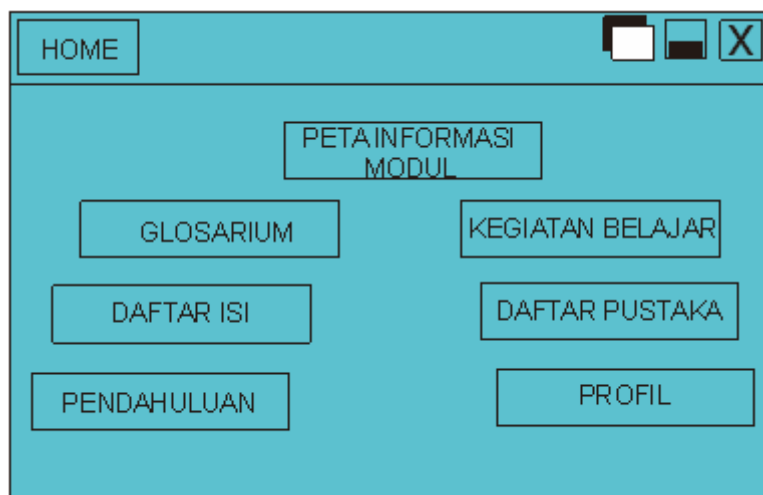 HOME
X
PETA INFORMASI
MODUL
GLOSARIUM
KEGIATAN BELAJAR
DAFTAR ISI
DAFTAR PUSTAKA
PENDAHULUAN
PROFIL